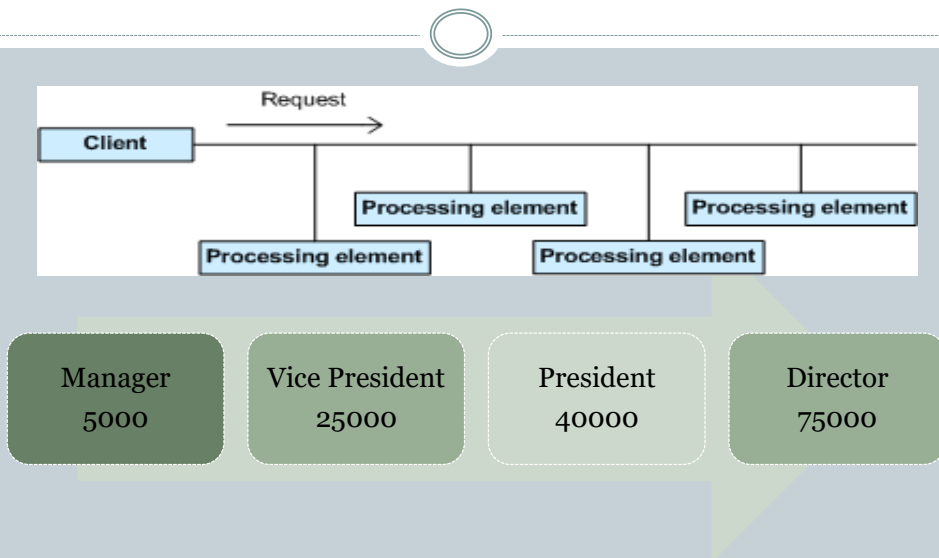 Request
Client
Processing element
Processing element
Processing element
Processing element
Manager
5000
Vice President
25000
President
40000
Director
75000